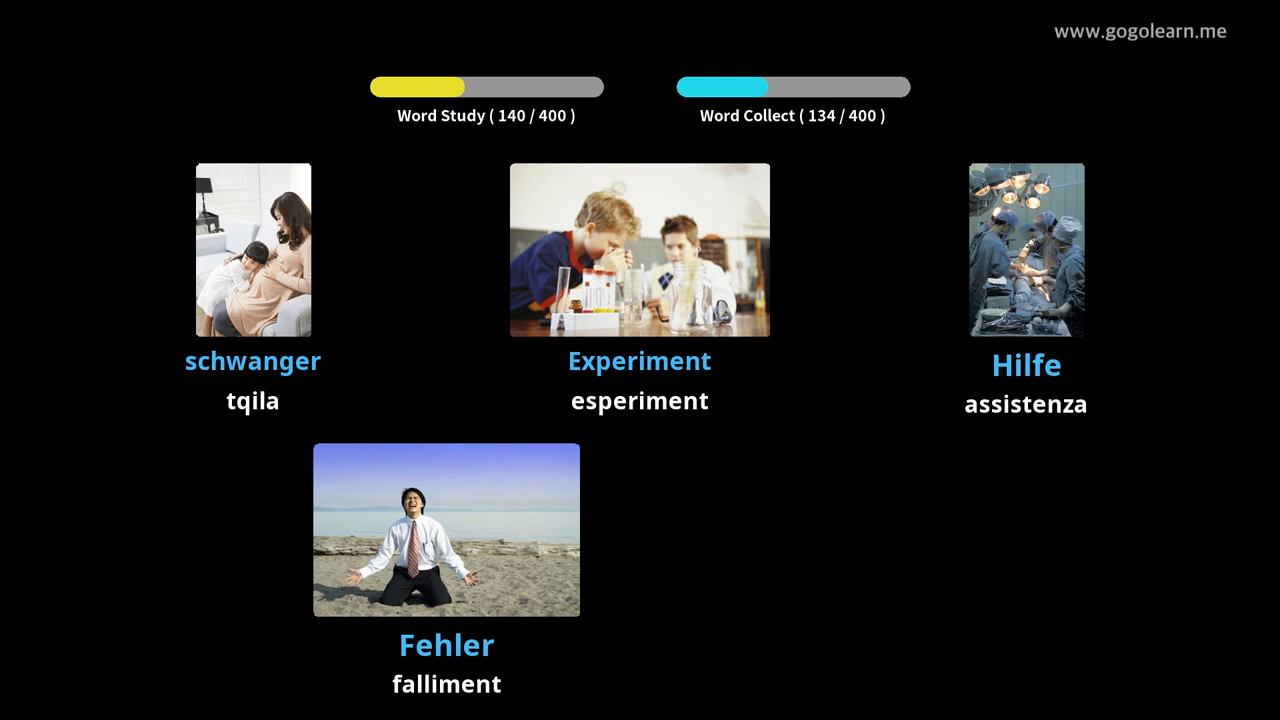 www.gogolearn.me
Word Study ( 140 / 400 )
Word Collect ( 134 / 400 )
schwanger
tqila
Experiment
esperiment
Hilfe
assistenza
Fehler
falliment